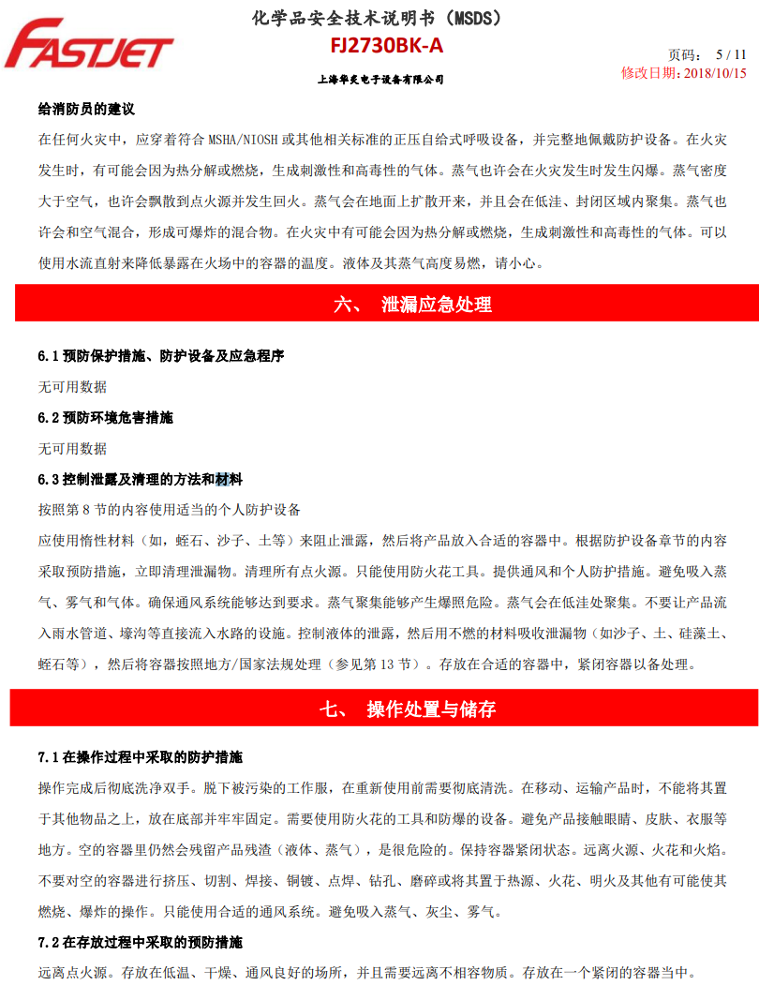 化学品安全技术说明书（MSDS）
FASTJET
FJ2730BK-A
页码： 5 / 11
修改日期：2018/10/15
上海华炎电子设备有限公司
给消防员的建议
在任何火灾中，应穿着符合 MSHA/NIOSH 或其他相关标准的正压自给式呼吸设备，并完整地佩戴防护设备。在火灾
发生时，有可能会因为热分解或燃烧，生成刺激性和高毒性的气体。蒸气也许会在火灾发生时发生闪爆。蒸气密度
大于空气，也许会飘散到点火源并发生回火。蒸气会在地面上扩散开来，并且会在低洼、封闭区域内聚集。蒸气也
许会和空气混合，形成可爆炸的混合物。在火灾中有可能会因为热分解或燃烧，生成刺激性和高毒性的气体。可以
使用水流直射来降低暴露在火场中的容器的温度。液体及其蒸气高度易燃，请小心。
六、 泄漏应急处理
6.1 预防保护措施、防护设备及应急程序
无可用数据
6.2 预防环境危害措施
无可用数据
6.3 控制泄露及清理的方法和材料
按照第 8 节的内容使用适当的个人防护设备
应使用惰性材料（如，蛭石、沙子、土等）来阻止泄露，然后将产品放入合适的容器中。根据防护设备章节的内容
采取预防措施，立即清理泄漏物。清理所有点火源。只能使用防火花工具。提供通风和个人防护措施。避免吸入蒸
气、雾气和气体。确保通风系统能够达到要求。蒸气聚集能够产生爆照危险。蒸气会在低洼处聚集。不要让产品流
入雨水管道、壕沟等直接流入水路的设施。控制液体的泄露，然后用不燃的材料吸收泄漏物（如沙子、土、硅藻土、
蛭石等），然后将容器按照地方/国家法规处理（参见第 13 节）。存放在合适的容器中，紧闭容器以备处理。
七、 操作处置与储存
7.1 在操作过程中采取的防护措施
操作完成后彻底洗净双手。脱下被污染的工作服，在重新使用前需要彻底清洗。在移动、运输产品时，不能将其置
于其他物品之上，放在底部并牢牢固定。需要使用防火花的工具和防爆的设备。避免产品接触眼睛、皮肤、衣服等
地方。空的容器里仍然会残留产品残渣（液体、蒸气），是很危险的。保持容器紧闭状态。远离火源、火花和火焰。
不要对空的容器进行挤压、切割、焊接、铜镀、点焊、钻孔、磨碎或将其置于热源、火花、明火及其他有可能使其
燃烧、爆炸的操作。只能使用合适的通风系统。避免吸入蒸气、灰尘、雾气。
7.2 在存放过程中采取的预防措施
远离点火源。存放在低温、干燥、通风良好的场所，并且需要远离不相容物质。存放在一个紧闭的容器当中。